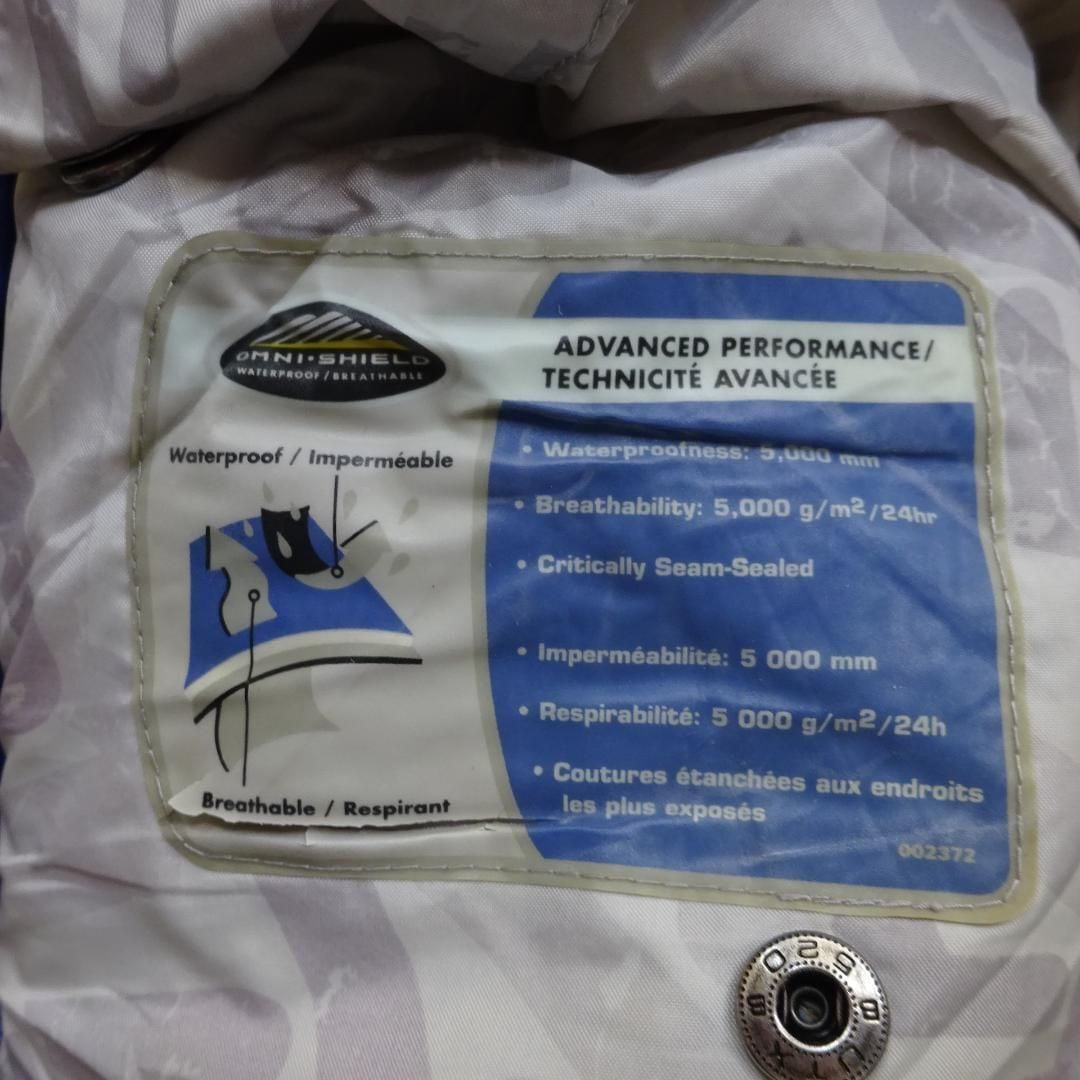 OMNI•SHIELD
WATERPROOF/BREATHABLE
ADVANCED PERFORMANCE/
TECHNICITÉ AVANCÉE
Waterproof / Imperméable
• Waterproofness: 5,000 mm
• Breathability: 5,000 g/m²/24hr
• Critically Seam-Sealed
• Imperméabilité: 5 000 mm
• Respirabilité: 5 000 g/m²/24h
• Coutures étanchées aux endroits
les plus exposés
Breathable / Respirant
002372